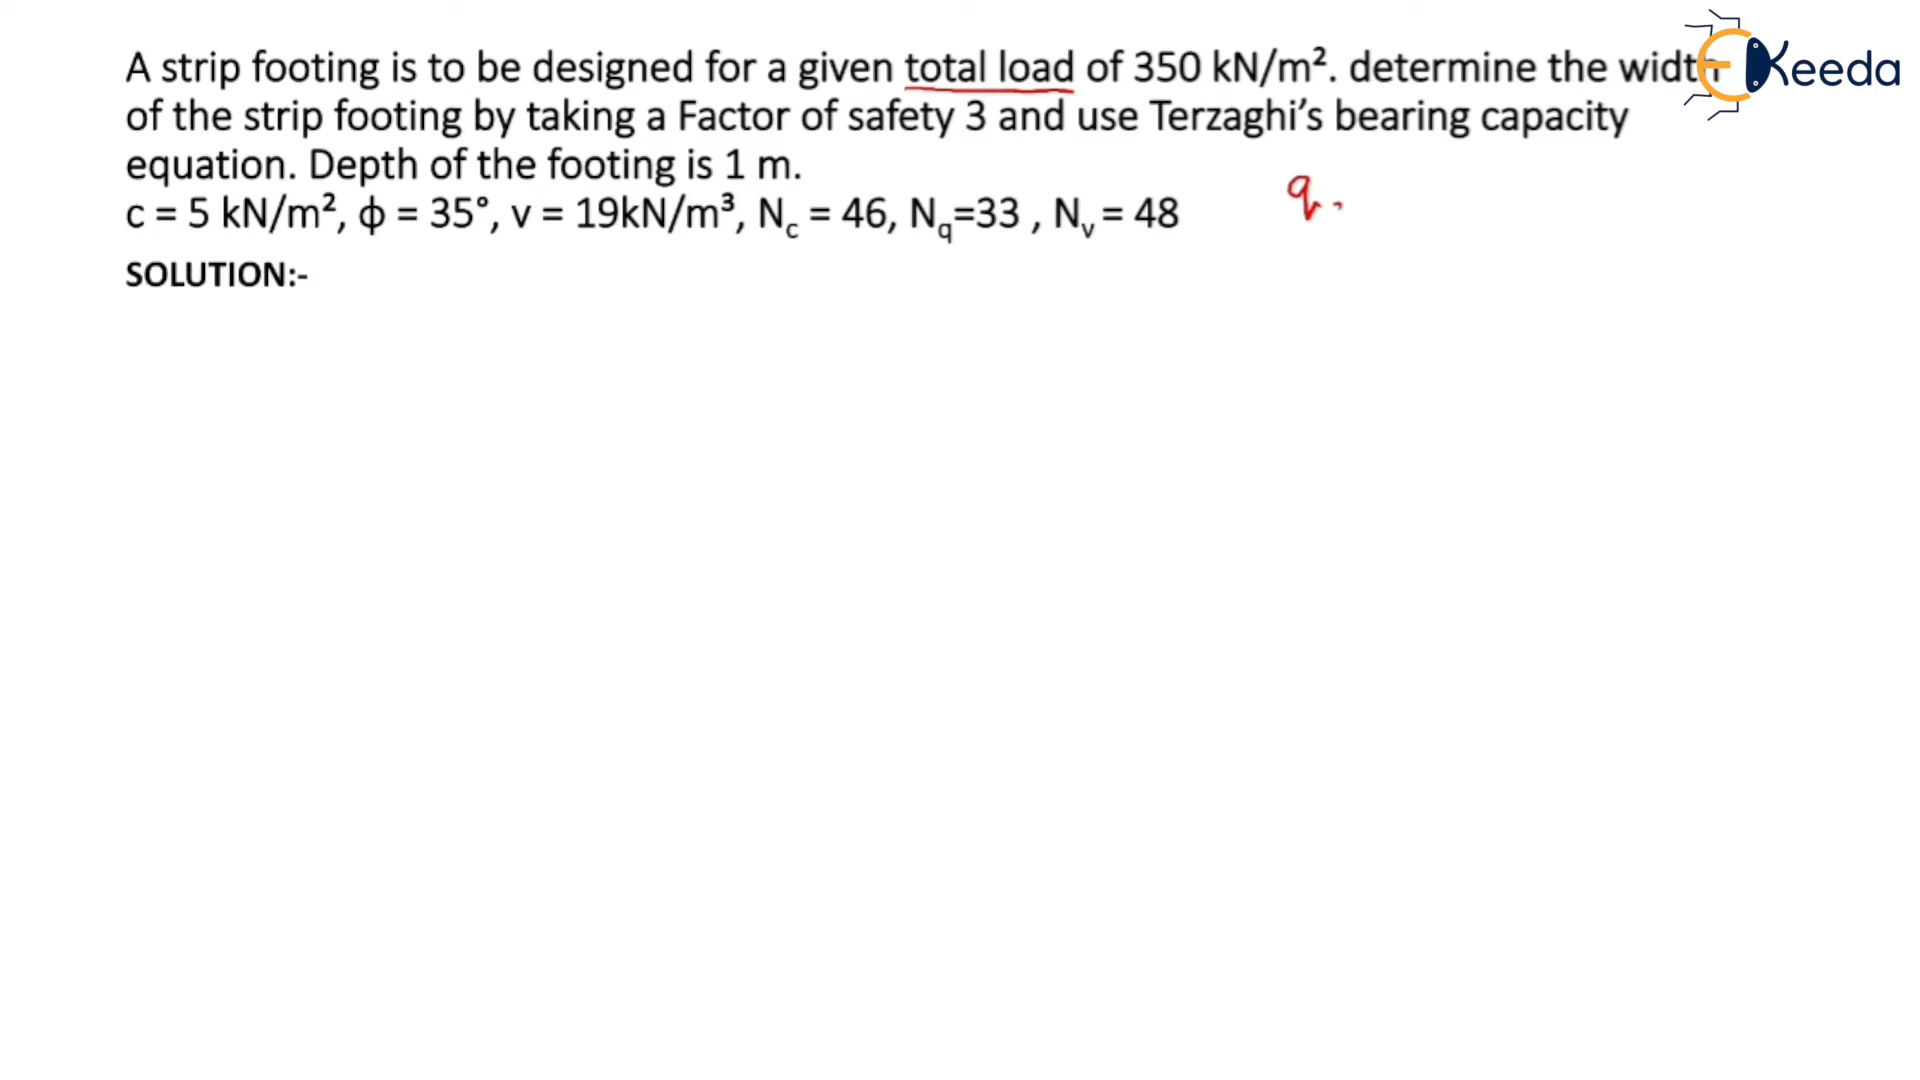 A strip footing is to be designed for a given total load of 350 kN/m². determine the width
of the strip footing by taking a Factor of safety 3 and use Terzaghi’s bearing capacity
equation. Depth of the footing is 1 m.
c = 5 kN/m², ϕ = 35°, v = 19kN/m³, Nc = 46, Nq=33 , Nv = 48
q.
SOLUTION:-
EKeeda